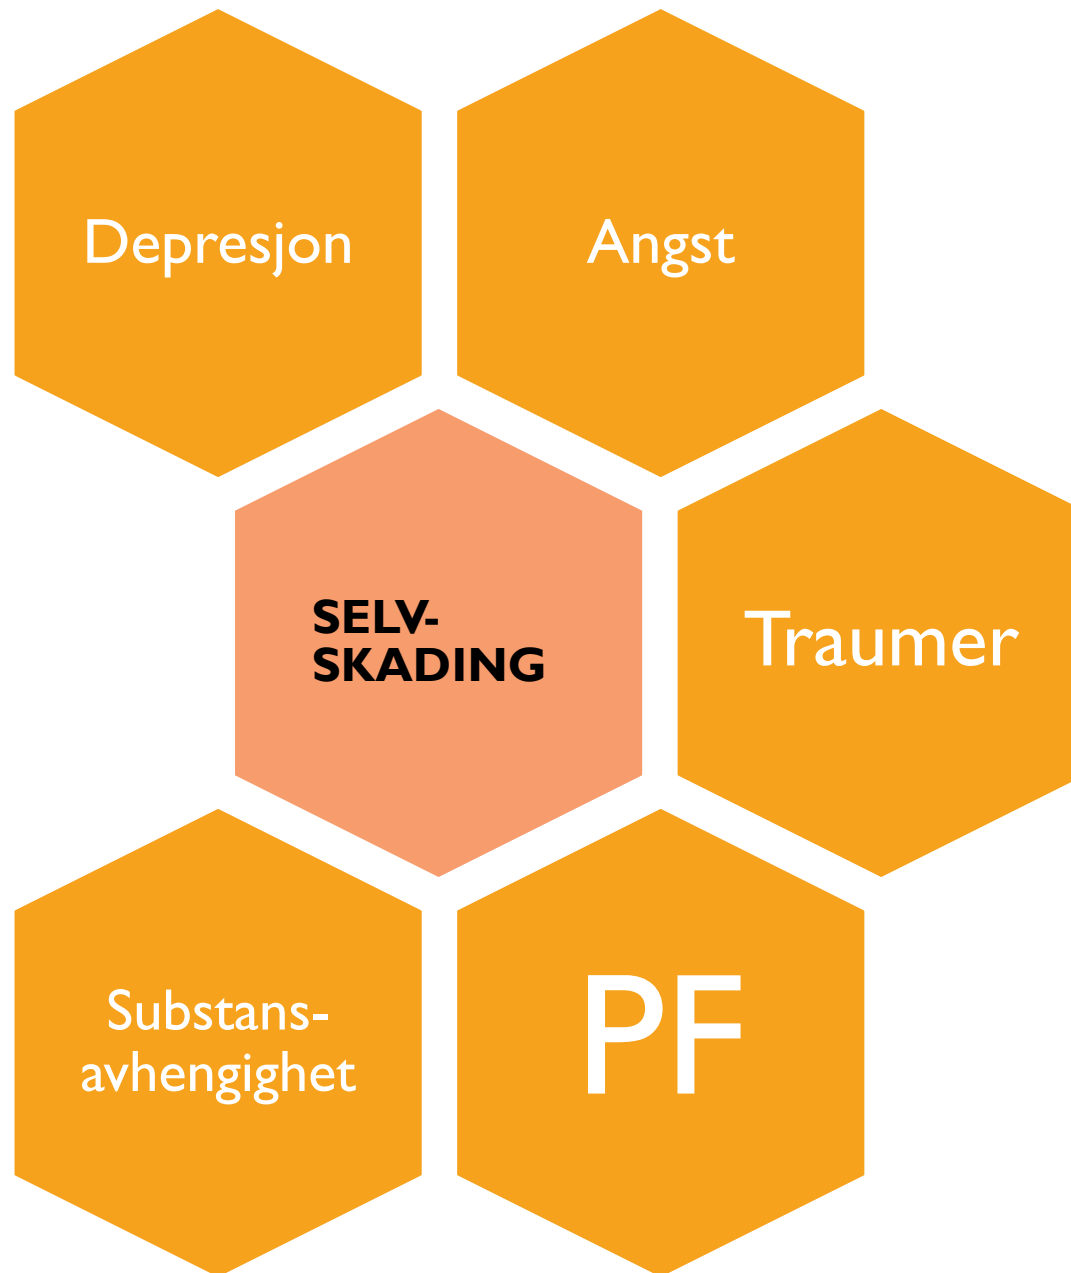 Depresjon
Angst
SELV-
SKADING
Traumer
Substans-
avhengighet
PF